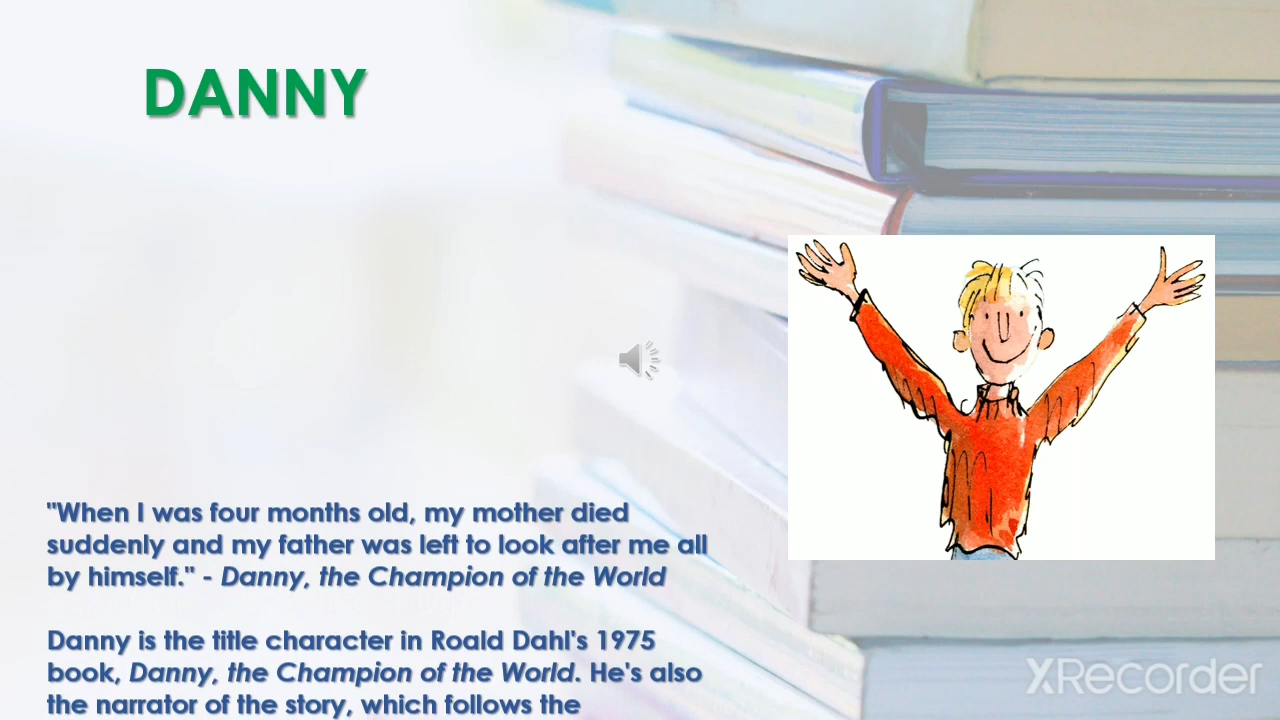 DANNY
"When I was four months old, my mother died
suddenly and my father was left to look after me all
by himself." - Danny, the Champion of the World
Danny is the title character in Roald Dahl's 1975
book, Danny, the Champion of the World. He's also
the narrator of the story, which follows the
XRecorder